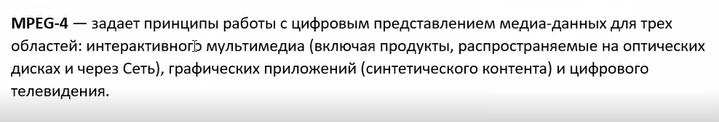 MPEG-4 — задает принципы работы с цифровым представлением медиа-данных для трех
областей: интерактивного мультимедиа (включая продукты, распространяемые на оптических
дисках и через Сеть), графических приложений (синтетического контента) и цифрового
телевидения.